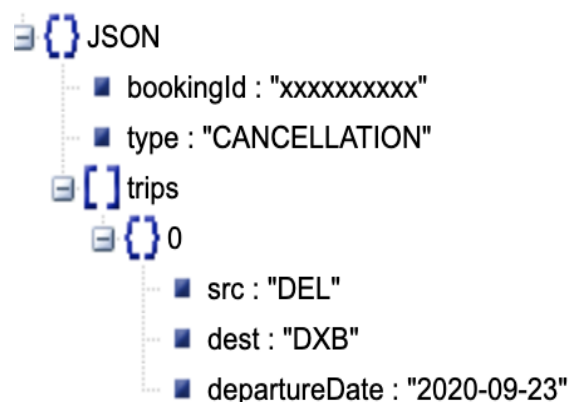 {} JSON
bookingId : "xxxxxxxxxx"
type : "CANCELLATION"
[] trips
{} 0
src : "DEL"
dest : "DXB"
departureDate : "2020-09-23"